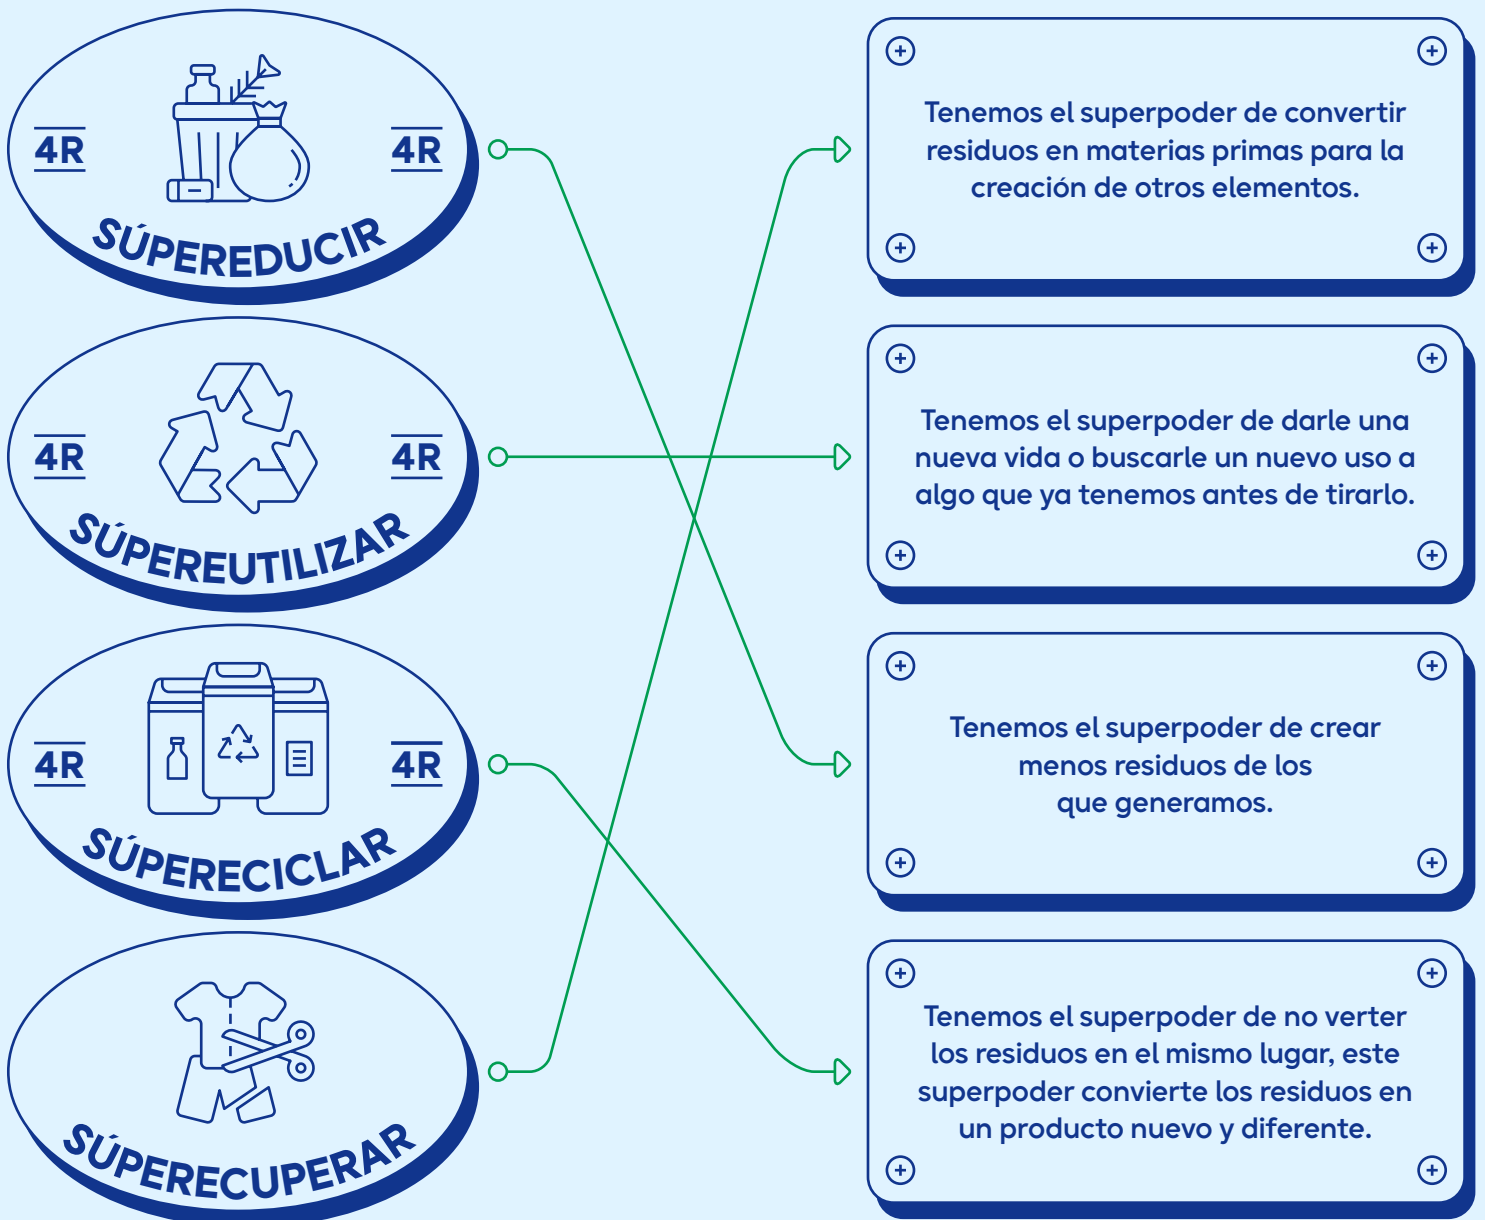 4R
4R
SÚPEREDUCIR
Tenemos el superpoder de convertir
residuos en materias primas para la
creación de otros elementos.
4R
4R
SÚPEREUTILIZAR
Tenemos el superpoder de darle una
nueva vida o buscarle un nuevo uso a
algo que ya tenemos antes de tirarlo.
4R
4R
SÚPERECICLAR
Tenemos el superpoder de crear
menos residuos de los
que generamos.
SÚPERECUPERAR
Tenemos el superpoder de no verter
los residuos en el mismo lugar, este
superpoder convierte los residuos en
un producto nuevo y diferente.